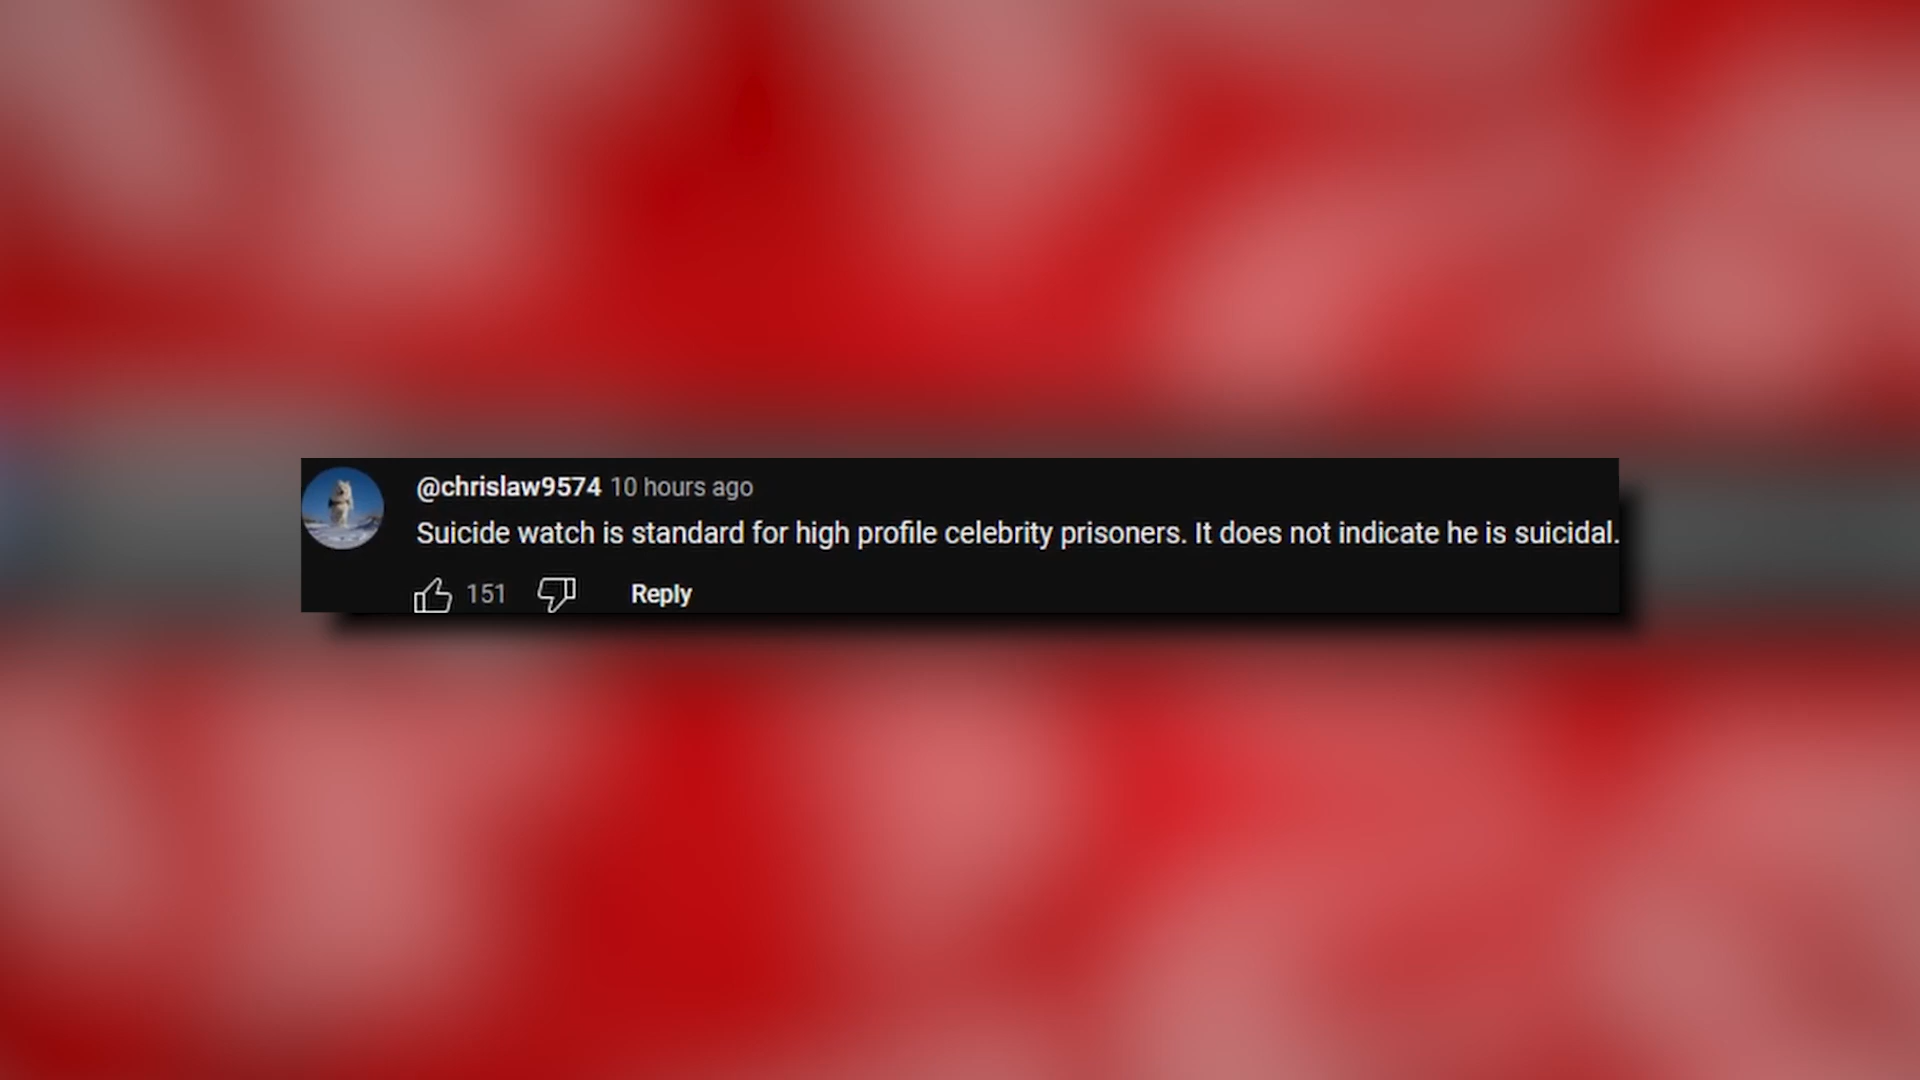 @chrislaw9574 10 hours ago
Suicide watch is standard for high profile celebrity prisoners. It does not indicate he is suicidal.
151 Reply